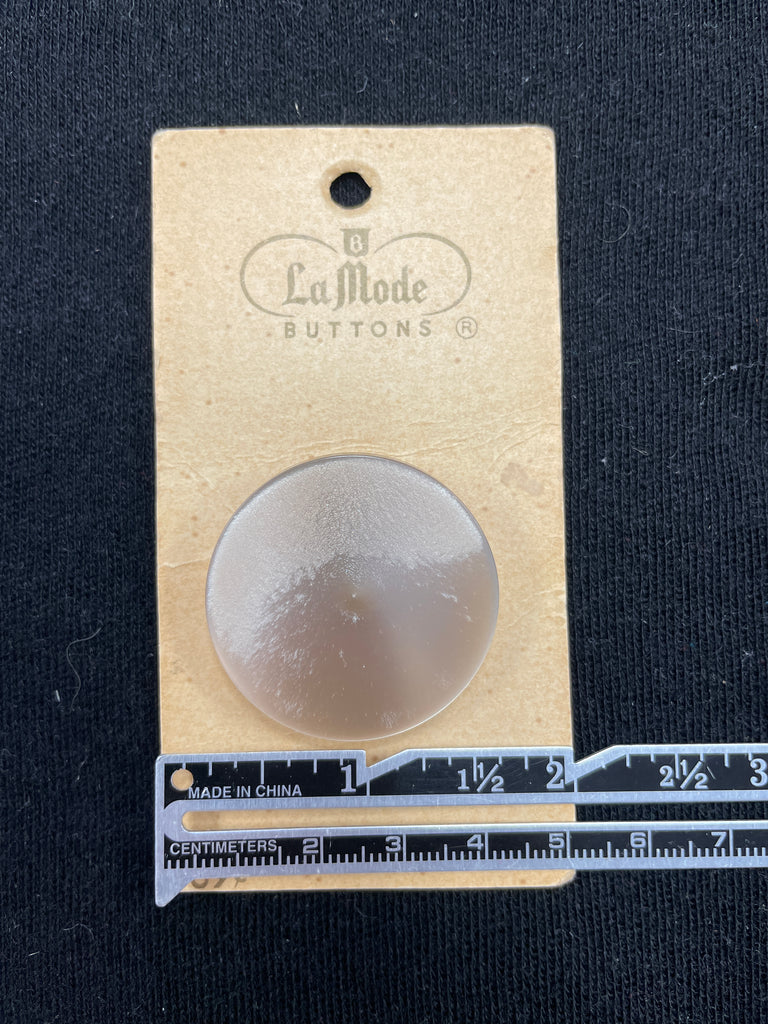 La Mode
BUTTONS ®
1 1½ 2 2½ 3
MADE IN CHINA
CENTIMETERS 2 3 4 5 6 7